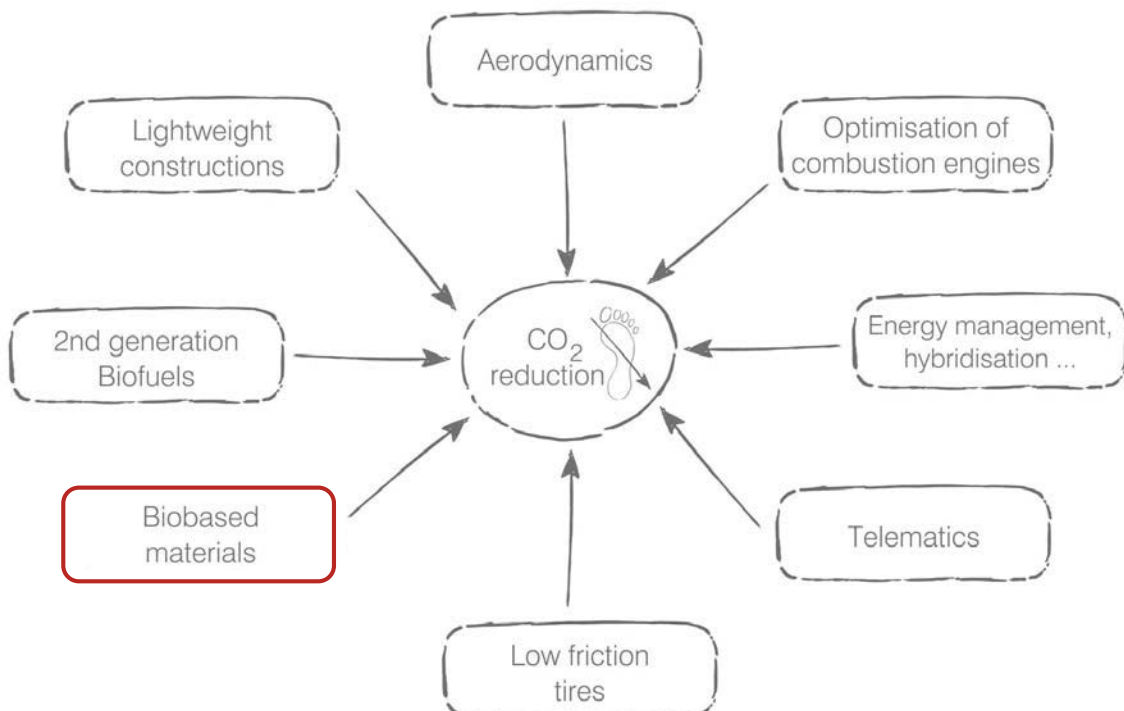 Aerodynamics
Lightweight
constructions
Optimisation of
combustion engines
2nd generation
Biofuels
CO₂
reduction
Energy management,
hybridisation ...
Biobased
materials
Telematics
Low friction
tires